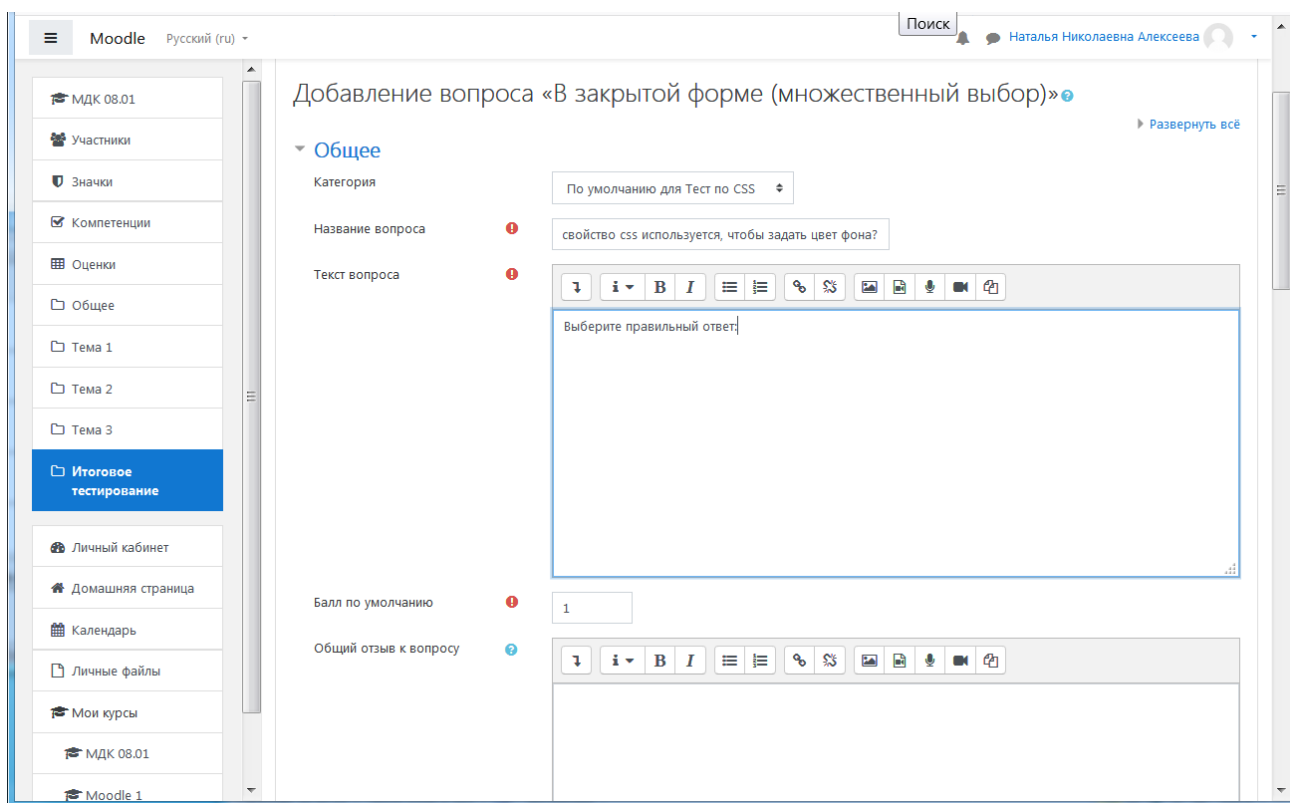 Поиск
Moodle Русский (ru)
Наталья Николаевна Алексеева
МДК 08.01
Участники
Значки
Компетенции
Оценки
Общее
Тема 1
Тема 2
Тема 3
Итоговое
тестирование
Личный кабинет
Домашняя страница
Календарь
Личные файлы
Мои курсы
МДК 08.01
Moodle 1
Добавление вопроса «В закрытой форме (множественный выбор)»
Развернуть всё
Общее
Категория
По умолчанию для Тест по CSS
Название вопроса
свойство css используется, чтобы задать цвет фона?
Текст вопроса
i B I
Выберите правильный ответ:
Балл по умолчанию
1
Общий отзыв к вопросу
i B I